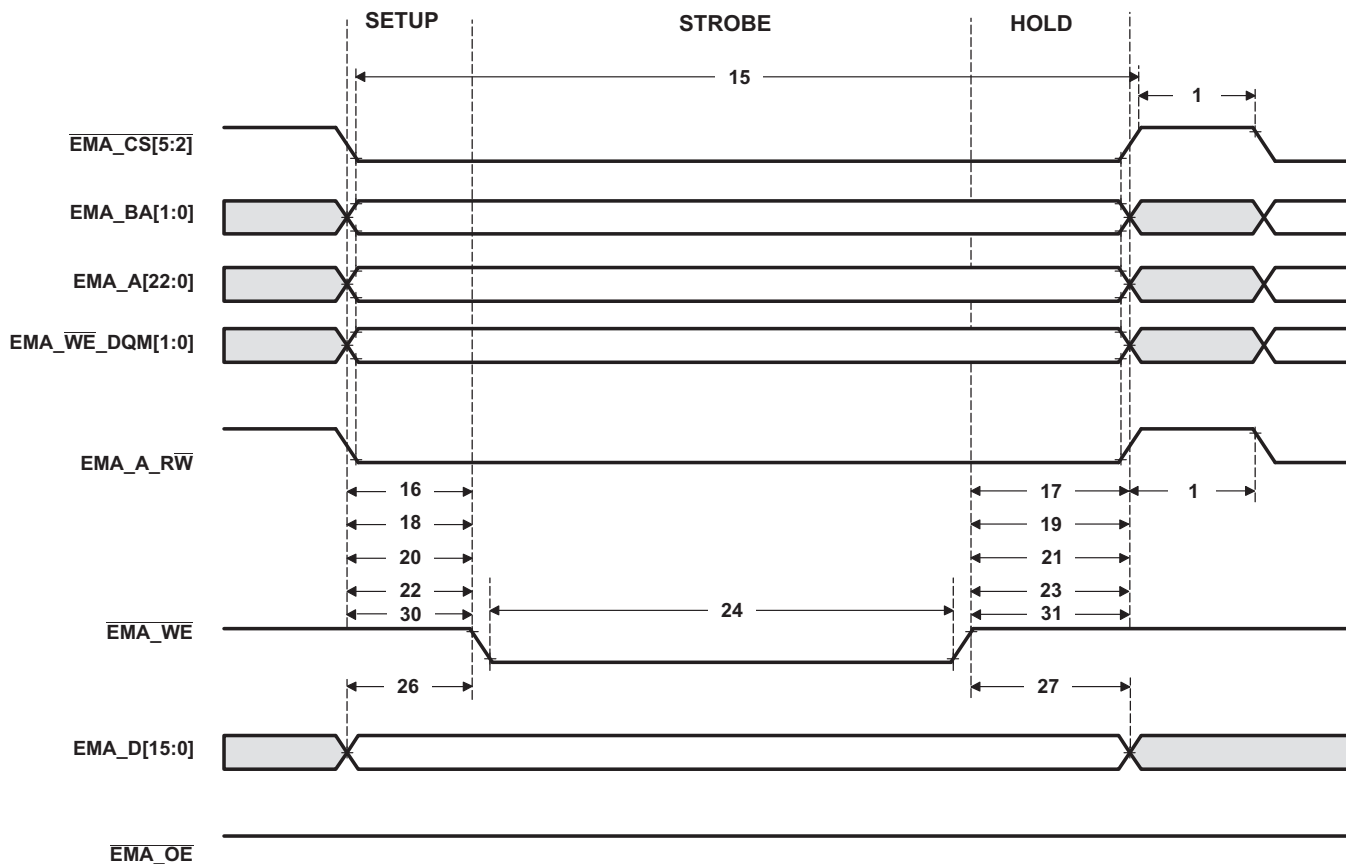 SETUP STROBE HOLD
15
1
EMA_CS[5:2]
EMA_BA[1:0]
EMA_A[22:0]
EMA_WE_DQM[1:0]
EMA_A_RW
16 17 1
18 19
20 21
22 23
24
30 31
EMA_WE
26 27
EMA_D[15:0]
EMA_OE